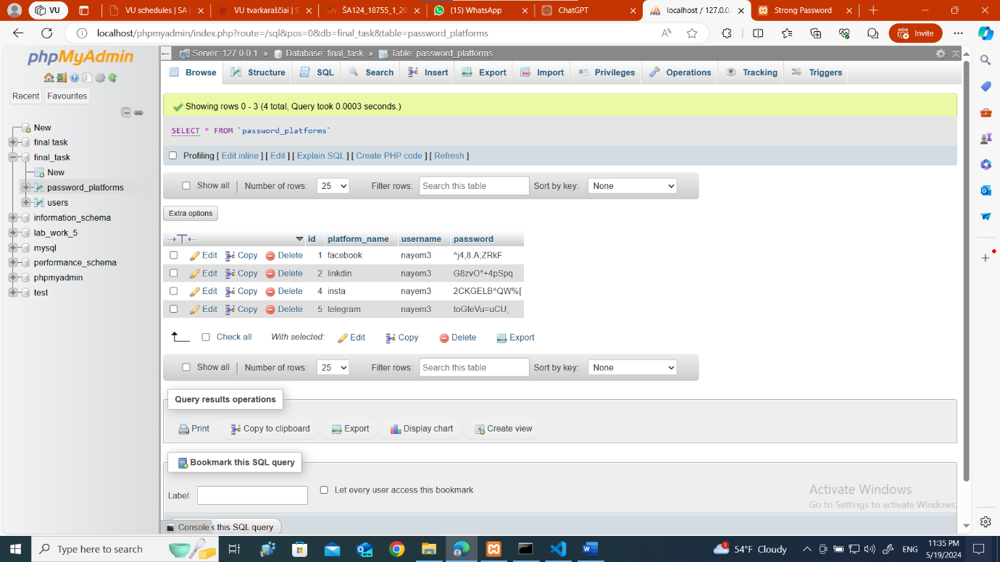 VU
VU schedules | SA |
VU tvarkaraščiai | S
ŠA124_18755_1_20
(15) WhatsApp
ChatGPT
localhost / 127.0.0.
Strong Password
localhost/phpmyadmin/index.php?route=/sql&pos=0&db=final_task&table=password_platforms
Invite
phpMyAdmin
Recent Favourites
New
final task
final_task
New
password_platforms
users
information_schema
lab_work_5
mysql
performance_schema
phpmyadmin
test
Server: 127.0.0.1 » Database: final_task » Table: password_platforms
Browse Structure SQL Search Insert Export Import Privileges Operations Tracking Triggers
Showing rows 0 - 3 (4 total, Query took 0.0003 seconds.)
SELECT * FROM `password_platforms`
Profiling [ Edit inline ] [ Edit ] [ Explain SQL ] [ Create PHP code ] [ Refresh ]
Show all | Number of rows: 25 Filter rows: Search this table Sort by key: None
Extra options
id platform_name username password
Edit Copy Delete 1 facebook nayem3 ^j4,8.A;ZRkF
Edit Copy Delete 2 linkdin nayem3 G8zvO*+4pSpq
Edit Copy Delete 4 insta nayem3 2CKGELB^QW%[
Edit Copy Delete 5 telegram nayem3 toGfeVu=uCU;
Check all With selected: Edit Copy Delete Export
Show all | Number of rows: 25 Filter rows: Search this table Sort by key: None
Query results operations
Print Copy to clipboard Export Display chart Create view
Bookmark this SQL query
Label: Let every user access this bookmark
Console k this SQL query
Activate Windows
Go to Settings to activate Windows.
Type here to search
1 54°F Cloudy ENG
11:35 PM
5/19/2024